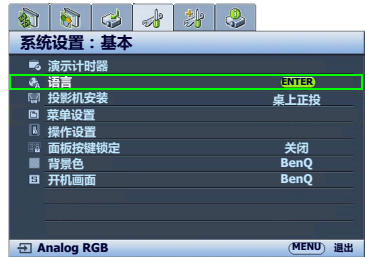 系统设置：基本
演示计时器
语言 ENTER
投影机安装 桌上正投
菜单设置
操作设置
面板按键锁定 关闭
背景色 BenQ
开机画面 BenQ
Analog RGB MENU 退出